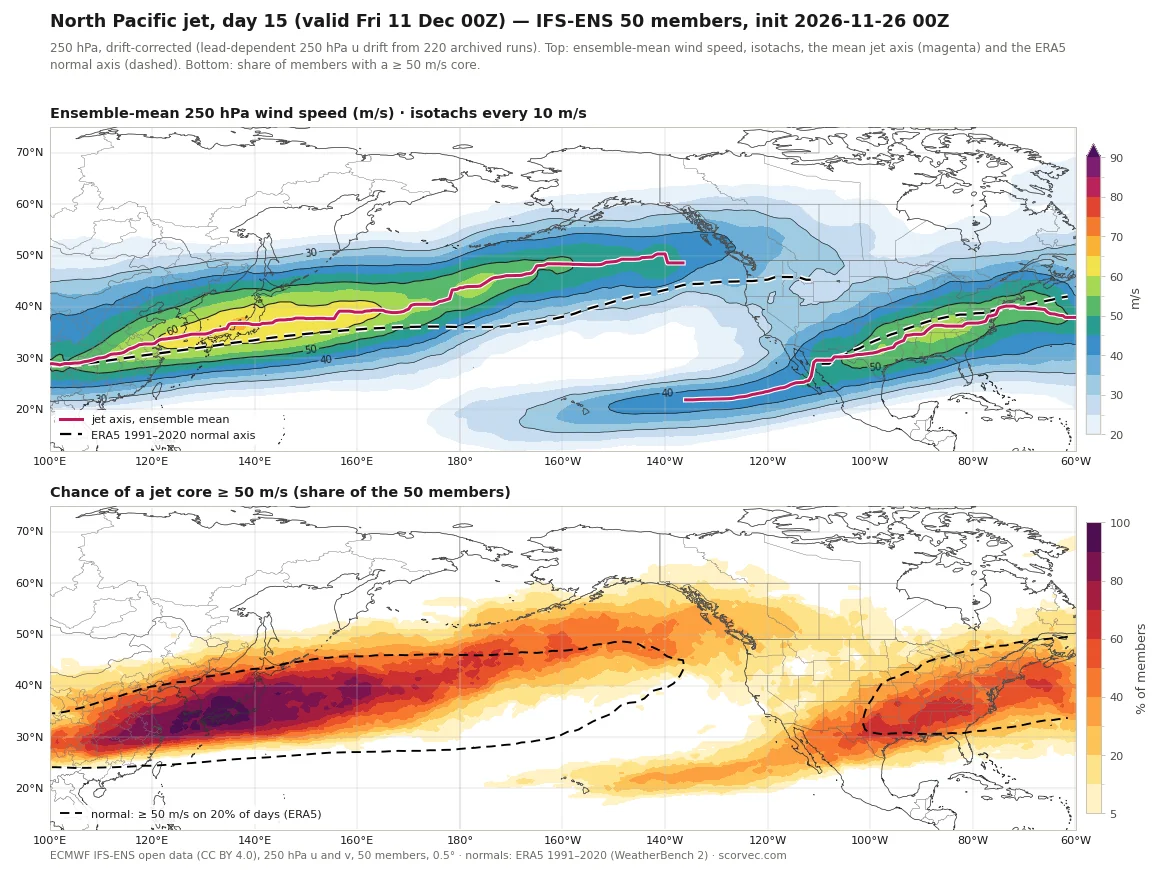 North Pacific jet, day 15 (valid Fri 11 Dec 00Z) — IFS-ENS 50 members, init 2026-11-26 00Z
250 hPa, drift-corrected (lead-dependent 250 hPa u drift from 220 archived runs). Top: ensemble-mean wind speed, isotachs, the mean jet axis (magenta) and the ERA5
normal axis (dashed). Bottom: share of members with a ≥ 50 m/s core.
Ensemble-mean 250 hPa wind speed (m/s) · isotachs every 10 m/s
70°N
60°N
50°N
40°N
30°N
20°N
30
60
50
40
30
40
50
jet axis, ensemble mean
ERA5 1991–2020 normal axis
100°E 120°E 140°E 160°E 180° 160°W 140°W 120°W 100°W 80°W 60°W
90
80
70
60
50
40
30
20
m/s
Chance of a jet core ≥ 50 m/s (share of the 50 members)
70°N
60°N
50°N
40°N
30°N
20°N
normal: ≥ 50 m/s on 20% of days (ERA5)
100°E 120°E 140°E 160°E 180° 160°W 140°W 120°W 100°W 80°W 60°W
100
80
60
40
20
5
% of members
ECMWF IFS-ENS open data (CC BY 4.0), 250 hPa u and v, 50 members, 0.5° · normals: ERA5 1991–2020 (WeatherBench 2) · scorvec.com